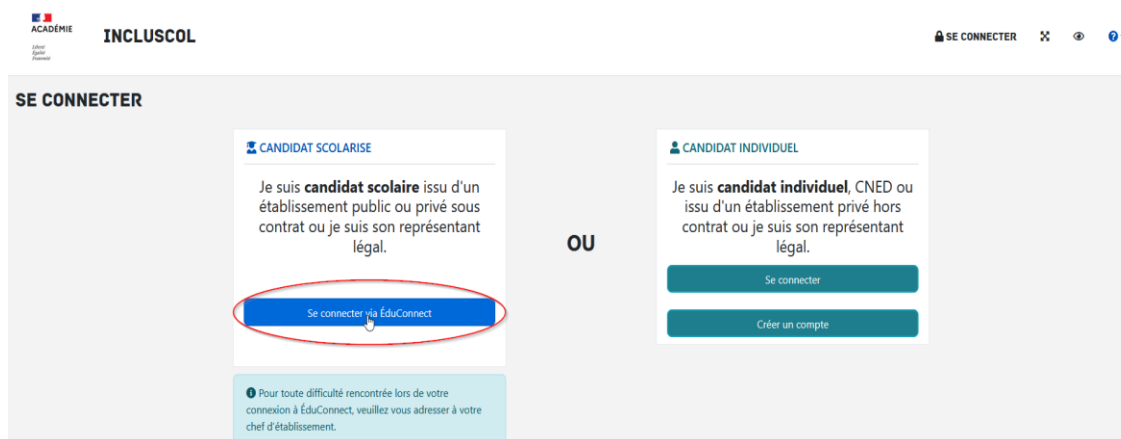 ACADÉMIE
Liberté
Égalité
Fraternité
INCLUSCOL
SE CONNECTER
SE CONNECTER
CANDIDAT SCOLARISE
Je suis candidat scolaire issu d'un
établissement public ou privé sous
contrat ou je suis son représentant
légal.
Se connecter via ÉduConnect
Pour toute difficulté rencontrée lors de votre
connexion à ÉduConnect, veuillez vous adresser à votre
chef d'établissement.
OU
CANDIDAT INDIVIDUEL
Je suis candidat individuel, CNED ou
issu d'un établissement privé hors
contrat ou je suis son représentant
légal.
Se connecter
Créer un compte